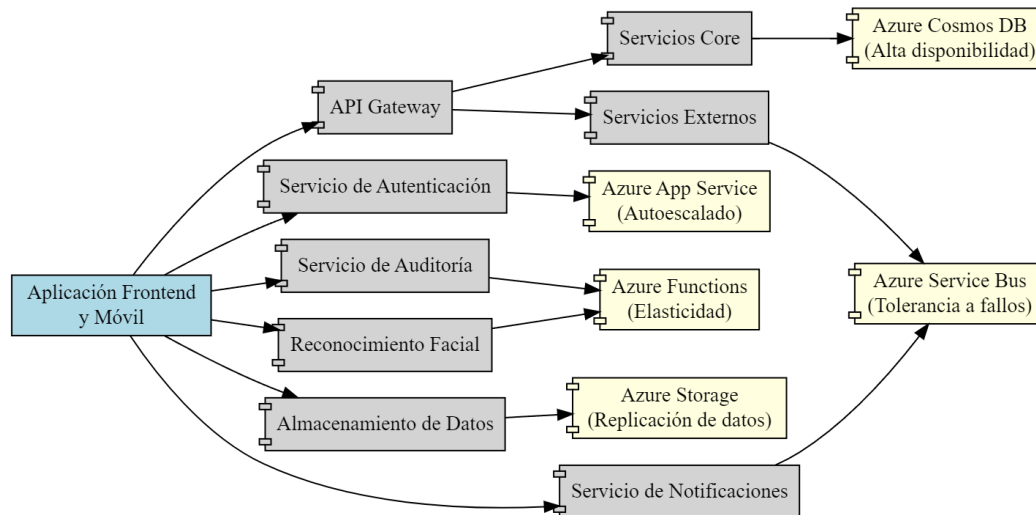 Servicios Core
Azure Cosmos DB
(Alta disponibilidad)
API Gateway
Servicios Externos
Servicio de Autenticación
Azure App Service
(Autoescalado)
Servicio de Auditoría
Azure Functions
(Elasticidad)
Azure Service Bus
(Tolerancia a fallos)
Aplicación Frontend
y Móvil
Reconocimiento Facial
Almacenamiento de Datos
Azure Storage
(Replicación de datos)
Servicio de Notificaciones